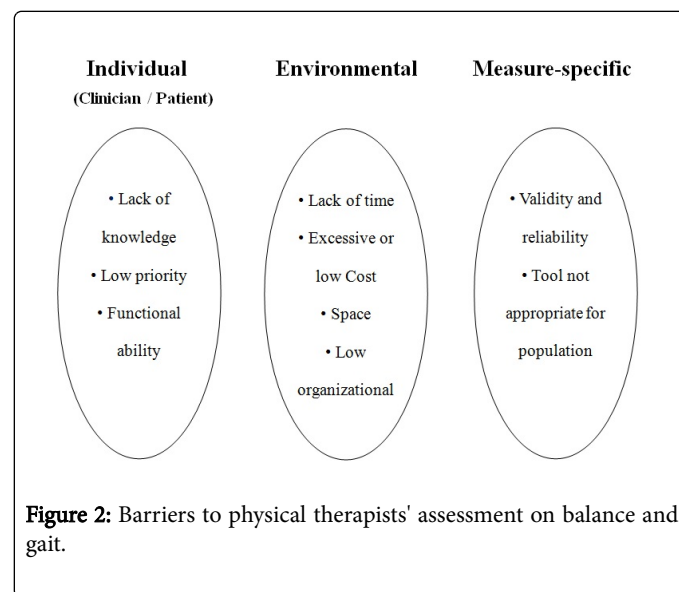 Individual
(Clinician / Patient)
• Lack of
knowledge
• Low priority
• Functional
ability
Environmental
• Lack of time
• Excessive or
low Cost
• Space
• Low
organizational
Measure-specific
• Validity and
reliability
• Tool not
appropriate for
population
Figure 2: Barriers to physical therapists' assessment on balance and
gait.